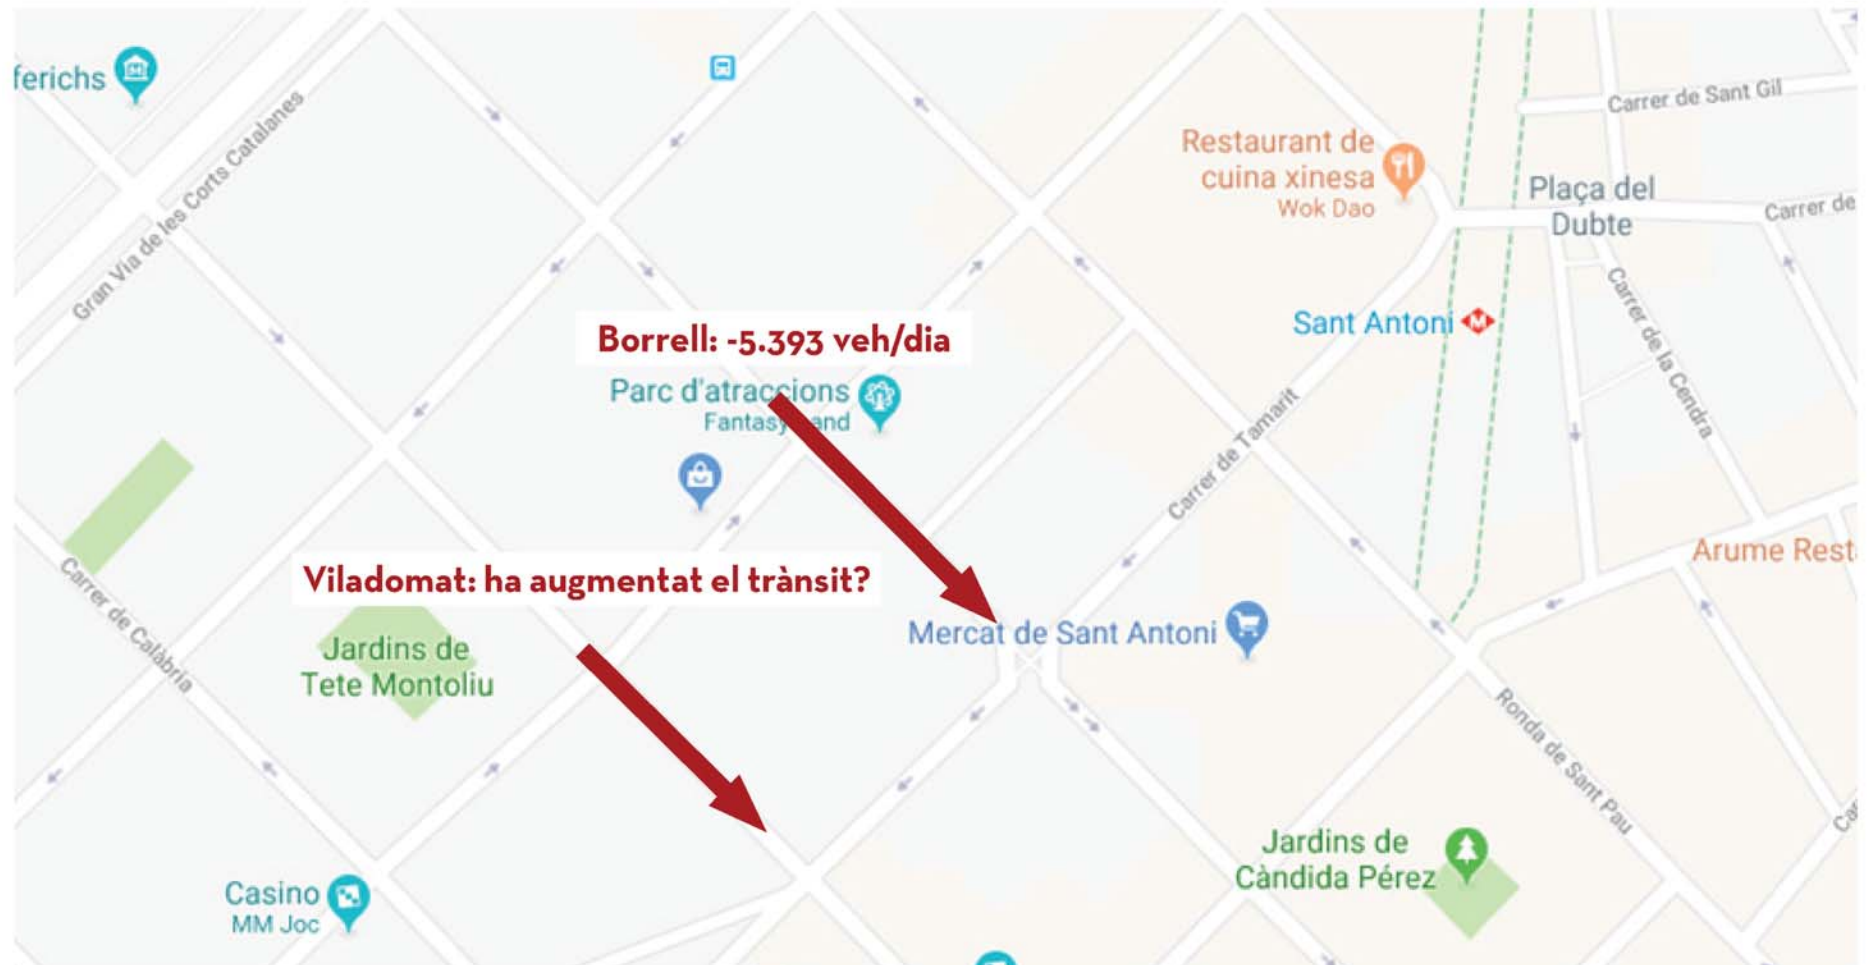 ferichs
Gran Via de les Corts Catalanes
Carrer de Sant Gil
Restaurant de
cuina xinesa
Wok Dao
Plaça del
Dubte
Carrer de
Carrer de la Cendra
Sant Antoni
M
Borrell: -5.393 veh/dia
Parc d'atraccions
Carrer de Tamarit
Arume Rest
Viladomat: ha augmentat el trànsit?
Carrer de Calàbria
Mercat de Sant Antoni
Jardins de
Tete Montoliu
Ronda de Sant Pau
Jardins de
Càndida Pérez
Casino
MM Joc